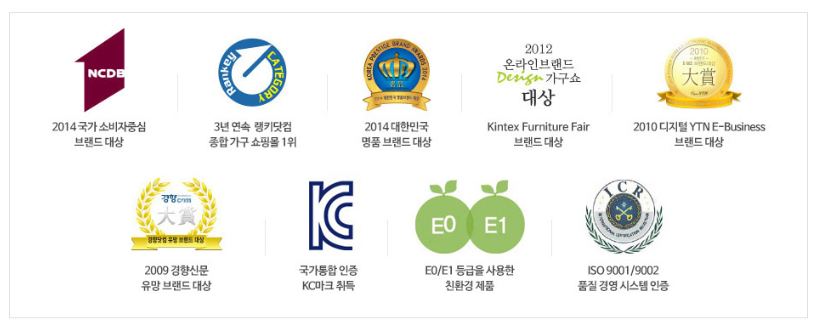 NCDB
2014 국가 소비자중심
브랜드 대상
Rankey
CATEGORY
3년 연속 랭키닷컴
종합 가구 쇼핑몰 1위
KOREA PRESTIGE BRAND AWARDS 2014
2014 대한민국
명품 브랜드 대상
2012
온라인브랜드
Design 가구쇼
대상
Kintex Furniture Fair
브랜드 대상
2010
大賞
2010 디지털 YTN E-Business
브랜드 대상
경향닷컴
大賞
경향닷컴 유망 브랜드 대상
2009 경향신문
유망 브랜드 대상
KC
국가통합 인증
KC마크 취득
E0 E1
E0/E1 등급을 사용한
친환경 제품
ICR
ISO 9001/9002
품질 경영 시스템 인증